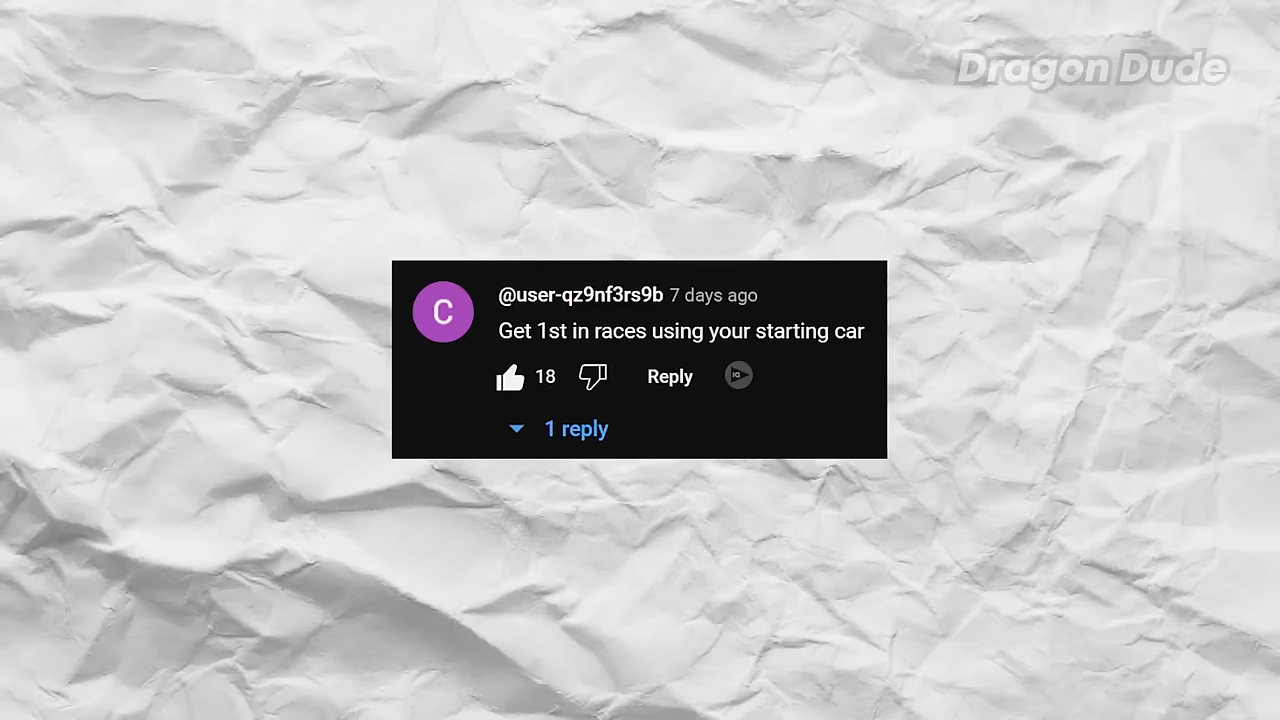 Dragon Dude
C
@user-qz9nf3rs9b 7 days ago
Get 1st in races using your starting car
18 Reply IQ
1 reply